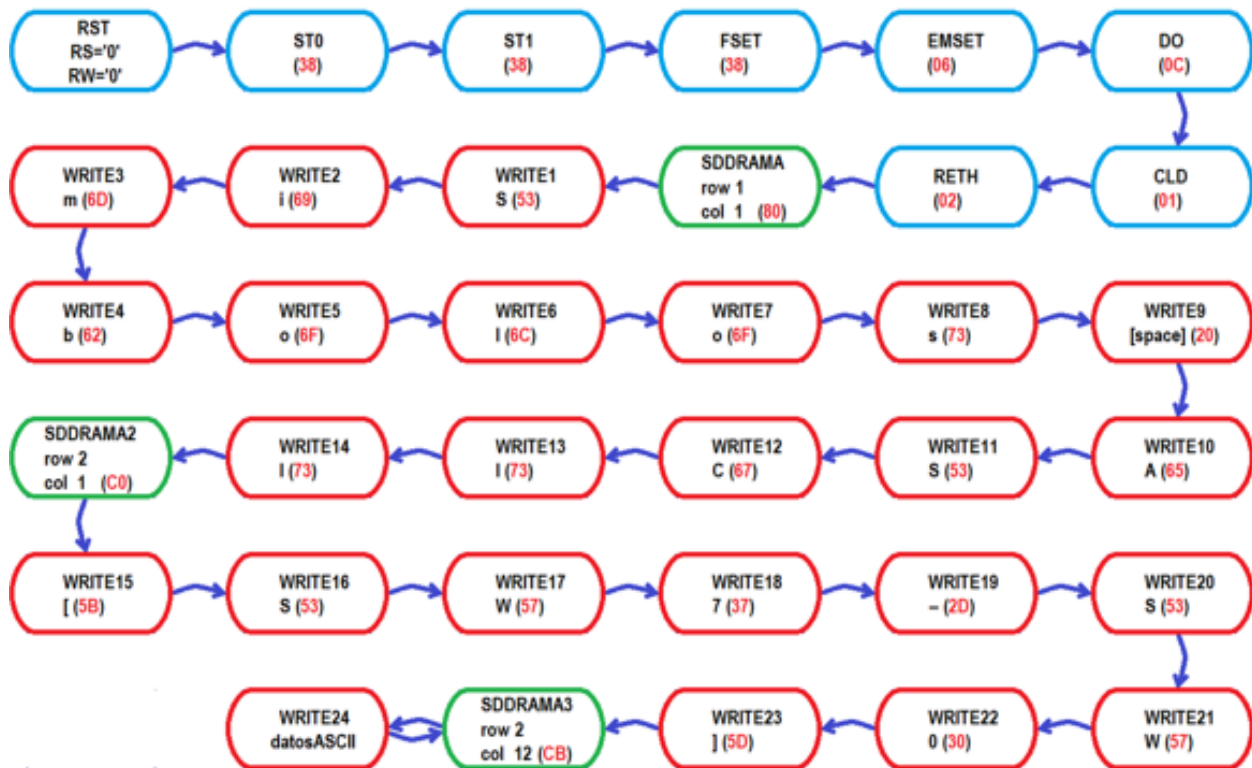 RST
RS='0'
RW='0'
ST0
(38)
ST1
(38)
FSET
(38)
EMSET
(06)
DO
(0C)
CLD
(01)
RETH
(02)
SDDRAMA
row 1
col 1 (80)
WRITE1
S (53)
WRITE2
i (69)
WRITE3
m (6D)
WRITE4
b (62)
WRITE5
o (6F)
WRITE6
l (6C)
WRITE7
o (6F)
WRITE8
s (73)
WRITE9
[space] (20)
WRITE10
A (65)
WRITE11
S (53)
WRITE12
C (67)
WRITE13
I (73)
WRITE14
I (73)
SDDRAMA2
row 2
col 1 (C0)
WRITE15
[ (5B)
WRITE16
S (53)
WRITE17
W (57)
WRITE18
7 (37)
WRITE19
– (2D)
WRITE20
S (53)
WRITE21
W (57)
WRITE22
0 (30)
WRITE23
] (5D)
SDDRAMA3
row 2
col 12 (CB)
WRITE24
datosASCII